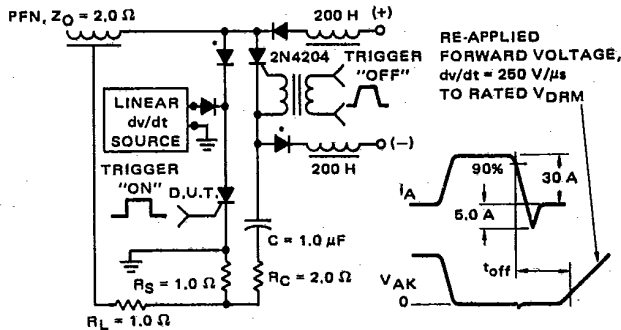 PFN, Z₀ = 2.0 Ω
200 H (+)
2N4204
TRIGGER
"OFF"
LINEAR
dv/dt
SOURCE
(−)
200 H
TRIGGER
"ON"
D.U.T.
C = 1.0 μF
R_S = 1.0 Ω
R_C = 2.0 Ω
R_L = 1.0 Ω
RE-APPLIED
FORWARD VOLTAGE,
dv/dt = 250 V/μs
TO RATED V_DRM
90%
i_A
30 A
5.0 A
t_off
V_AK
0